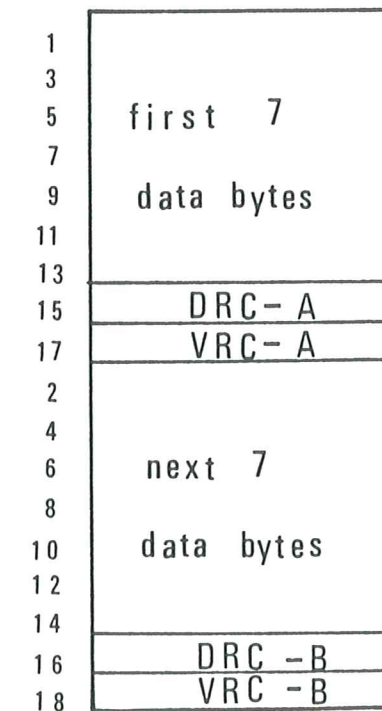 1
3
5 first 7
7
9 data bytes
11
13
15 DRC- A
17 VRC- A
2
4
6 next 7
8
10 data bytes
12
14
16 DRC -B
18 VRC -B